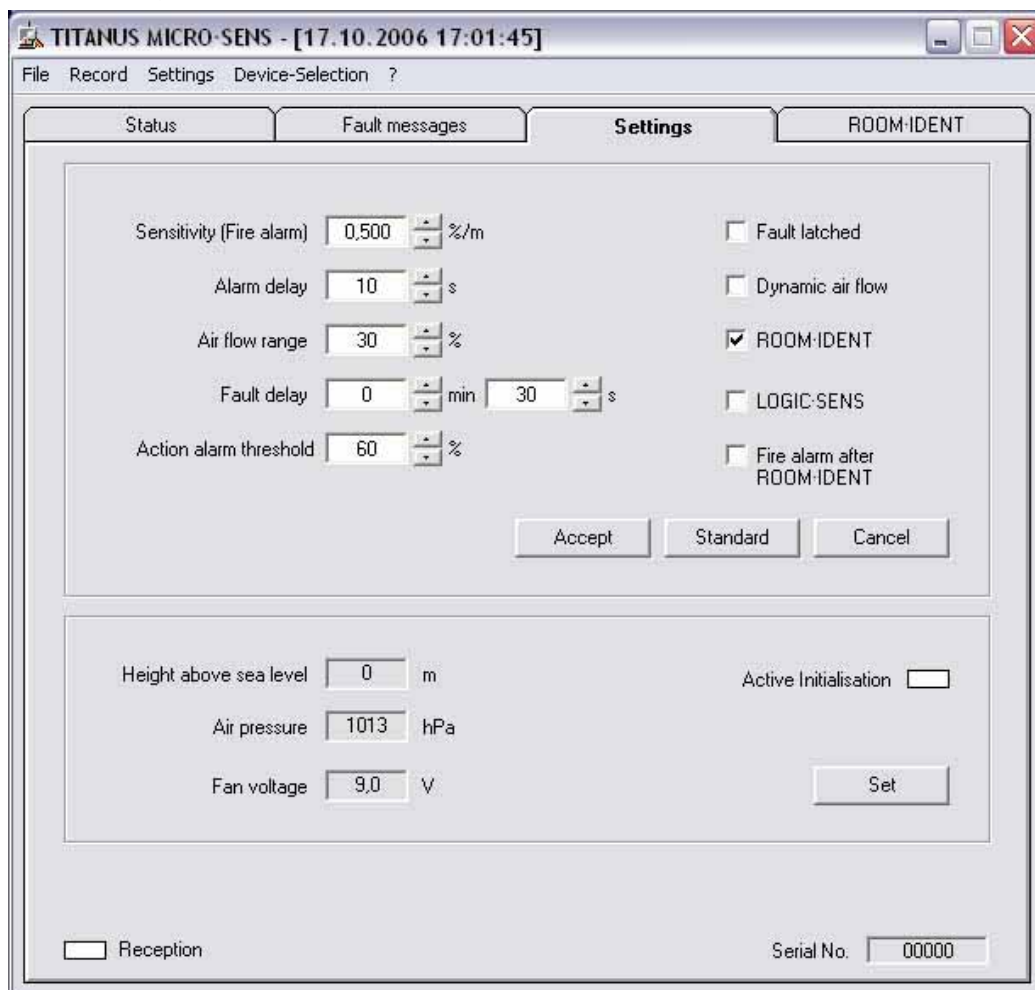 TITANUS MICRO·SENS - [17.10.2006 17:01:45]
File Record Settings Device-Selection ?
Status Fault messages Settings ROOM·IDENT
Sensitivity (Fire alarm) 0,500 %/m Fault latched
Alarm delay 10 s Dynamic air flow
Air flow range 30 % ROOM·IDENT
Fault delay 0 min 30 s LOGIC·SENS
Action alarm threshold 60 % Fire alarm after
ROOM·IDENT
Accept Standard Cancel
Height above sea level 0 m Active Initialisation
Air pressure 1013 hPa
Fan voltage 9,0 V Set
Reception Serial No. 00000